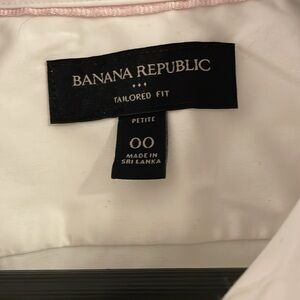 BANANA REPUBLIC
TAILORED FIT
PETITE
00
MADE IN
SRI LANKA